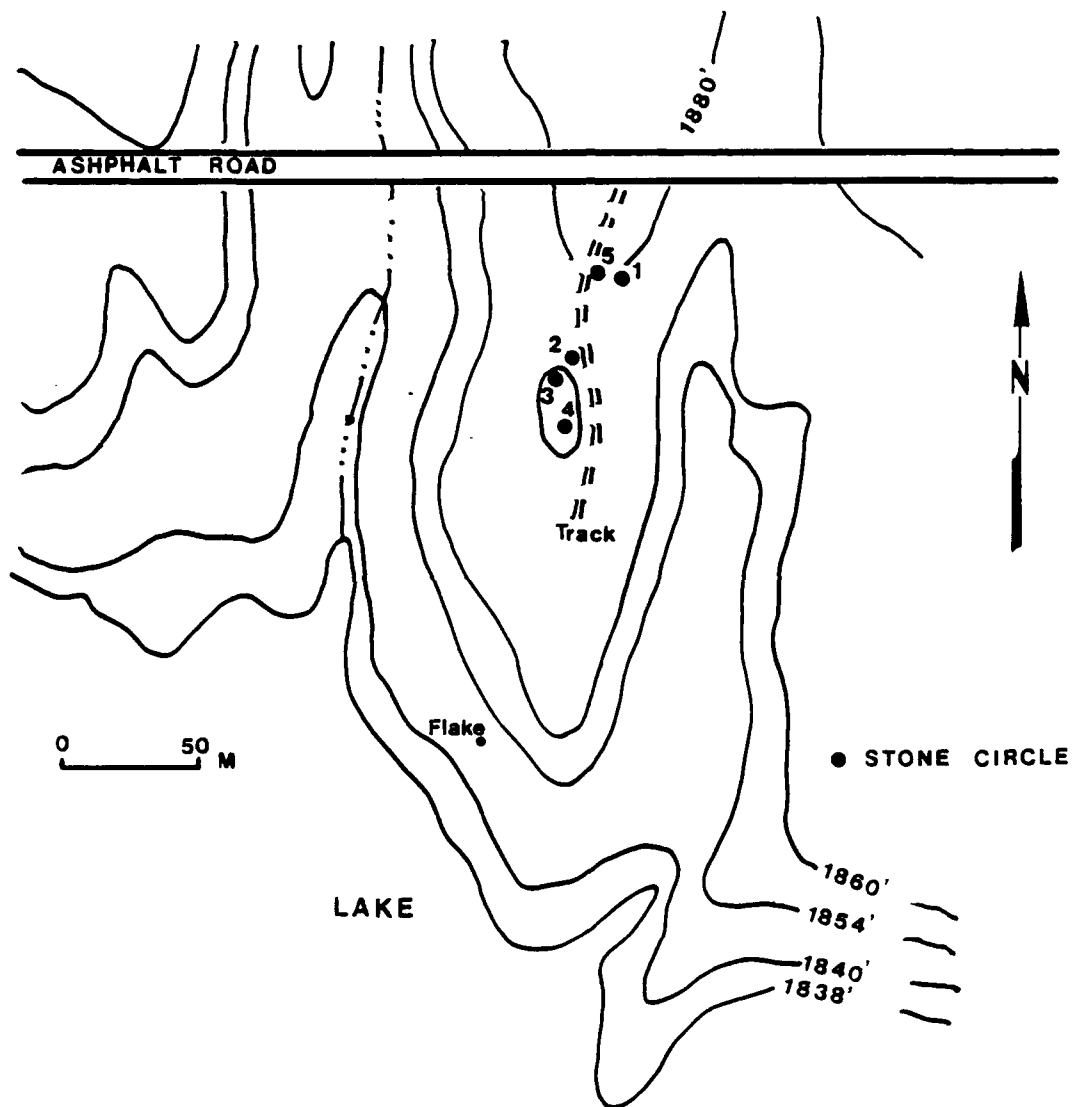 1880'
ASHPHALT ROAD
5
1
2
3
4
N
Track
Flake
0 50 M
STONE CIRCLE
LAKE
1860'
1854'
1840'
1838'